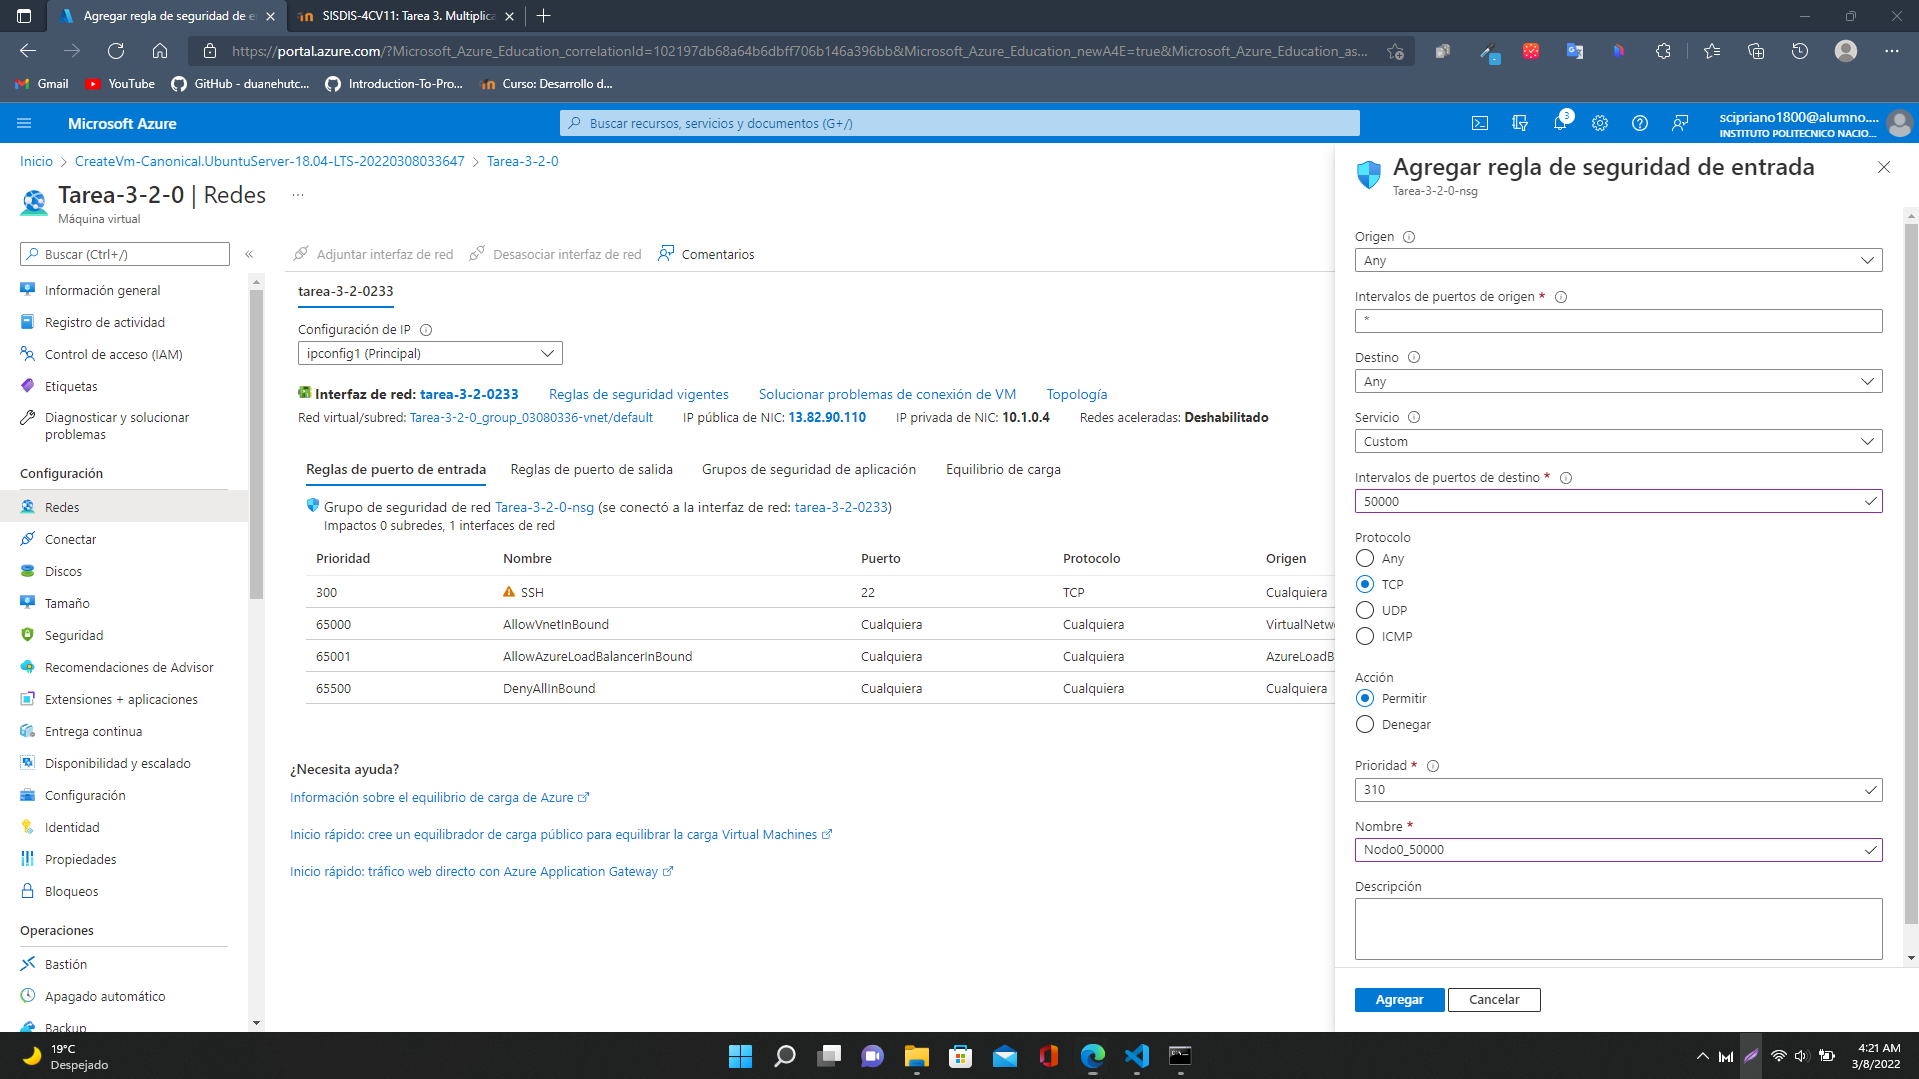 Agregar regla de seguridad de e
SISDIS-4CV11: Tarea 3. Multiplica
https://portal.azure.com/?Microsoft_Azure_Education_correlationId=102197db68a64b6dbff706b146a396bb&Microsoft_Azure_Education_newA4E=true&Microsoft_Azure_Education_as...
Gmail
YouTube
GitHub - duanehutc...
Introduction-To-Pro...
Curso: Desarrollo d...
Microsoft Azure
Buscar recursos, servicios y documentos (G+/)
3
scipriano1800@alumno....
INSTITUTO POLITECNICO NACIO...
Inicio > CreateVm-Canonical.UbuntuServer-18.04-LTS-20220308033647 > Tarea-3-2-0
Tarea-3-2-0 | Redes ...
Máquina virtual
Buscar (Ctrl+/)
«
Información general
Registro de actividad
Control de acceso (IAM)
Etiquetas
Diagnosticar y solucionar
problemas
Configuración
Redes
Conectar
Discos
Tamaño
Seguridad
Recomendaciones de Advisor
Extensiones + aplicaciones
Entrega continua
Disponibilidad y escalado
Configuración
Identidad
Propiedades
Bloqueos
Operaciones
Bastión
Apagado automático
Backup
Adjuntar interfaz de red
Desasociar interfaz de red
Comentarios
tarea-3-2-0233
Configuración de IP
ipconfig1 (Principal)
Interfaz de red: tarea-3-2-0233 Reglas de seguridad vigentes Solucionar problemas de conexión de VM Topología
Red virtual/subred: Tarea-3-2-0_group_03080336-vnet/default IP pública de NIC: 13.82.90.110 IP privada de NIC: 10.1.0.4 Redes aceleradas: Deshabilitado
Reglas de puerto de entrada Reglas de puerto de salida Grupos de seguridad de aplicación Equilibrio de carga
Grupo de seguridad de red Tarea-3-2-0-nsg (se conectó a la interfaz de red: tarea-3-2-0233)
Impactos 0 subredes, 1 interfaces de red
Prioridad Nombre Puerto Protocolo Origen
300 SSH 22 TCP Cualquiera
65000 AllowVnetInBound Cualquiera Cualquiera VirtualNetw
65001 AllowAzureLoadBalancerInBound Cualquiera Cualquiera AzureLoadB
65500 DenyAllInBound Cualquiera Cualquiera Cualquiera
¿Necesita ayuda?
Información sobre el equilibrio de carga de Azure
Inicio rápido: cree un equilibrador de carga público para equilibrar la carga Virtual Machines
Inicio rápido: tráfico web directo con Azure Application Gateway
Agregar regla de seguridad de entrada
Tarea-3-2-0-nsg
Origen
Any
Intervalos de puertos de origen *
*
Destino
Any
Servicio
Custom
Intervalos de puertos de destino *
50000
Protocolo
Any
TCP
UDP
ICMP
Acción
Permitir
Denegar
Prioridad *
310
Nombre *
Nodo0_50000
Descripción
Agregar
Cancelar
19°C
Despejado
4:21 AM
3/8/2022